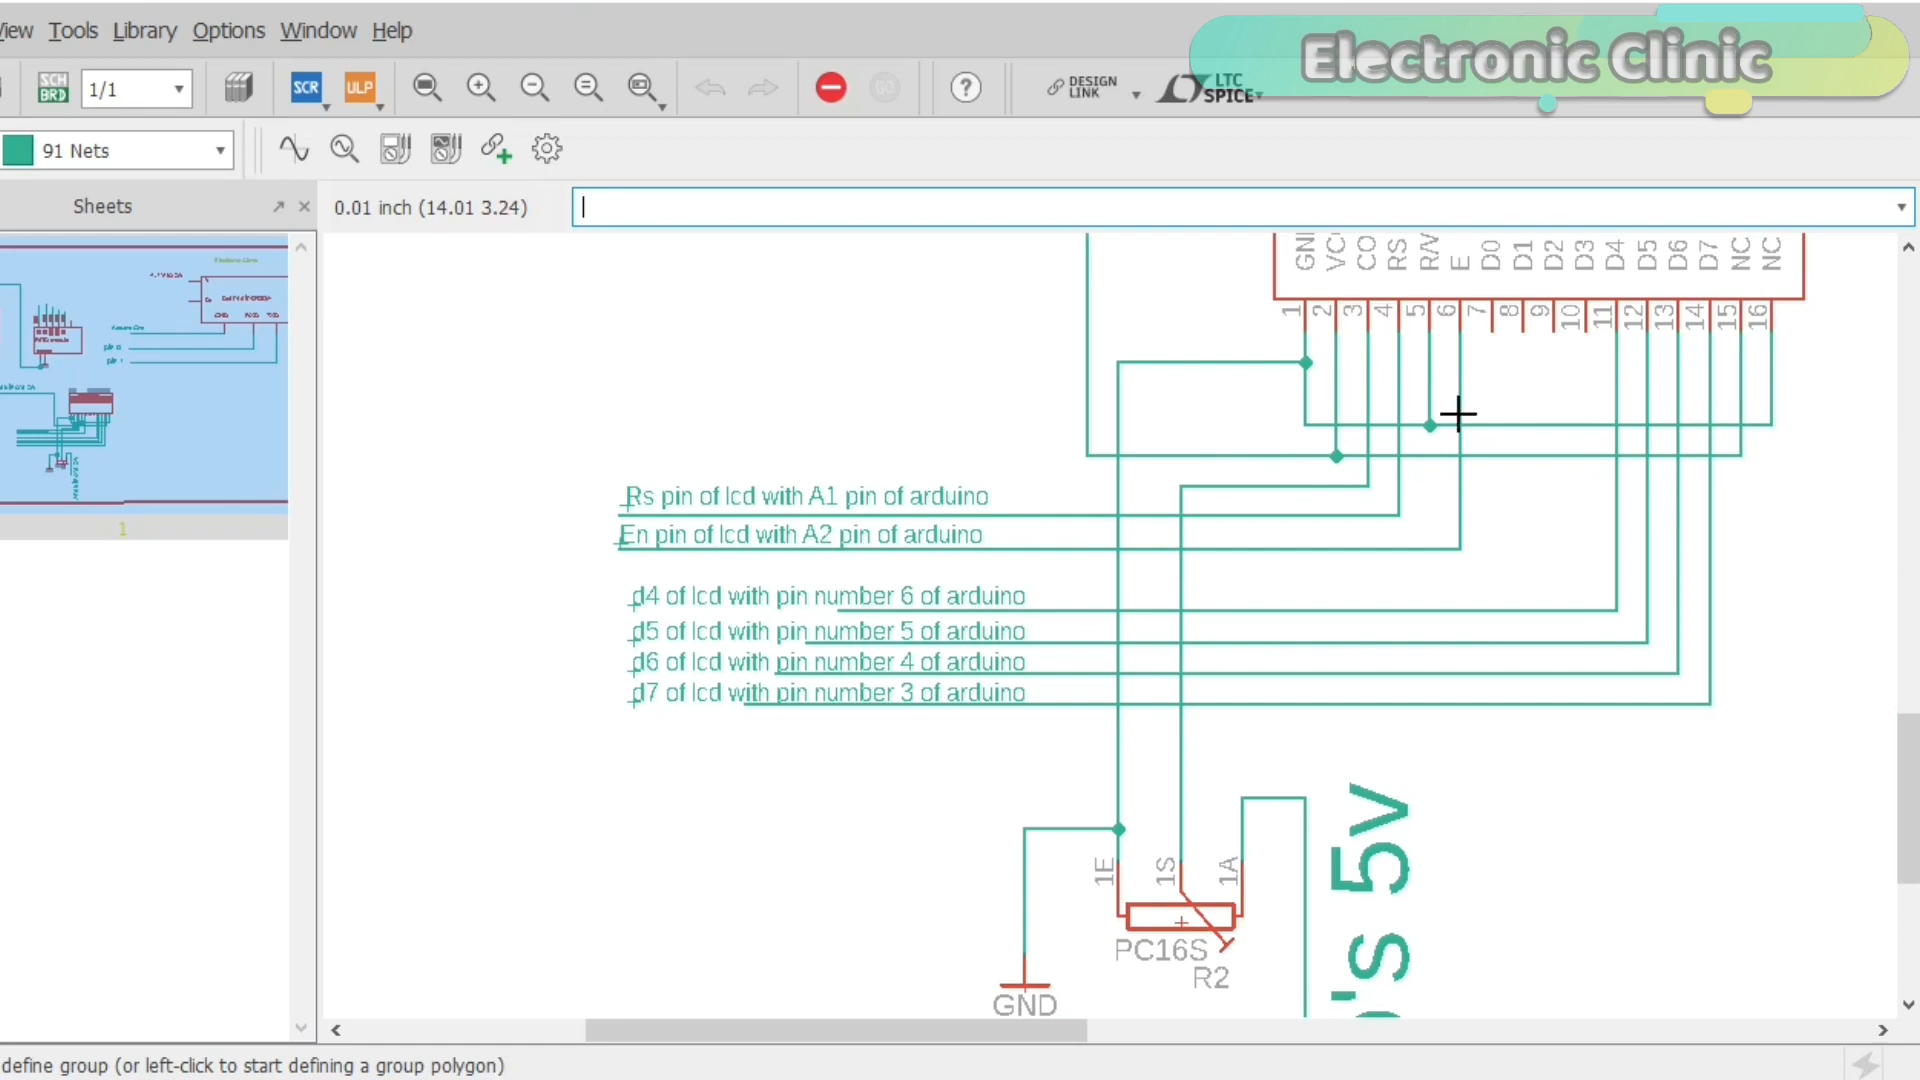 View Tools Library Options Window Help
Electronic Clinic
SCH BRD
1/1
SCR
ULP
DESIGN LINK
LTC SPICE
91 Nets
Sheets
0.01 inch (14.01 3.24)
CO RS E D0 D1 D2 D3 D4 D5 D6 D7 NC NC
1 2 3 4 5 6 7 8 9 10 11 12 13 14 15 16
Rs pin of lcd with A1 pin of arduino
En pin of lcd with A2 pin of arduino
d4 of lcd with pin number 6 of arduino
d5 of lcd with pin number 5 of arduino
d6 of lcd with pin number 4 of arduino
d7 of lcd with pin number 3 of arduino
1E 1S 1A
PC16S
R2
GND
o's 5v
1
define group (or left-click to start defining a group polygon)